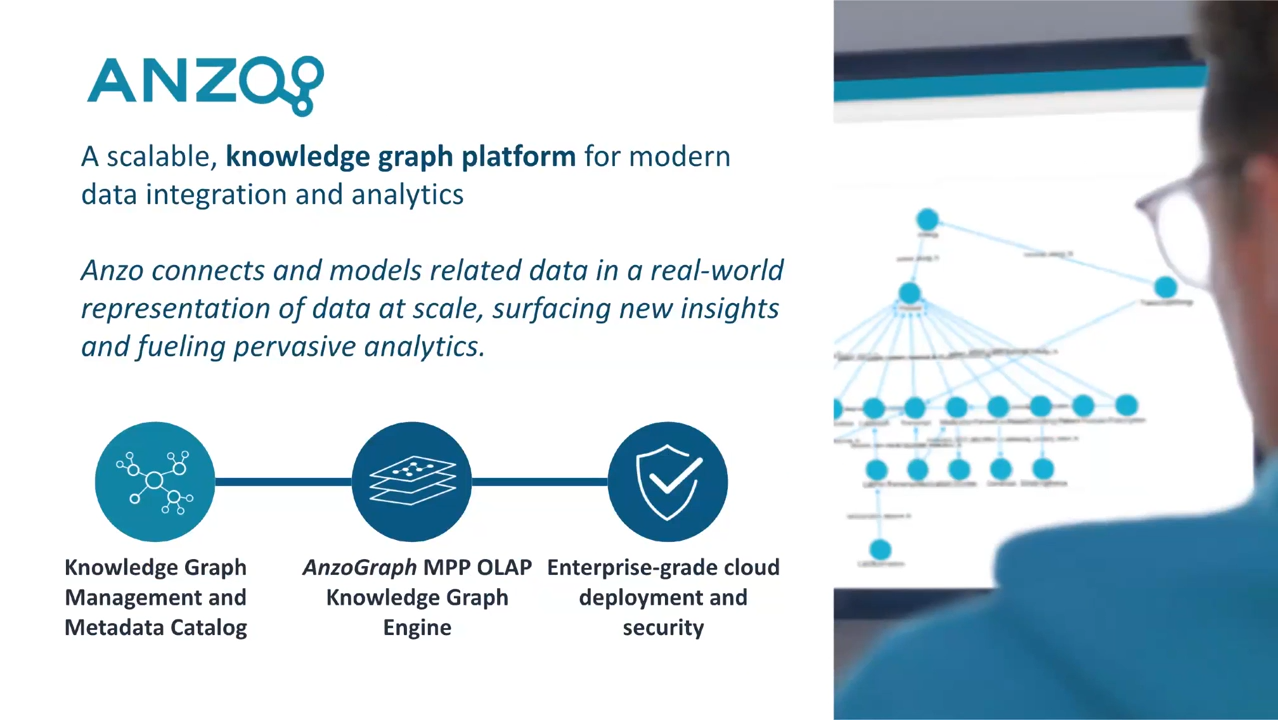 ANZO
A scalable, knowledge graph platform for modern
data integration and analytics
Anzo connects and models related data in a real-world
representation of data at scale, surfacing new insights
and fueling pervasive analytics.
Knowledge Graph
Management and
Metadata Catalog
AnzoGraph MPP OLAP
Knowledge Graph
Engine
Enterprise-grade cloud
deployment and
security